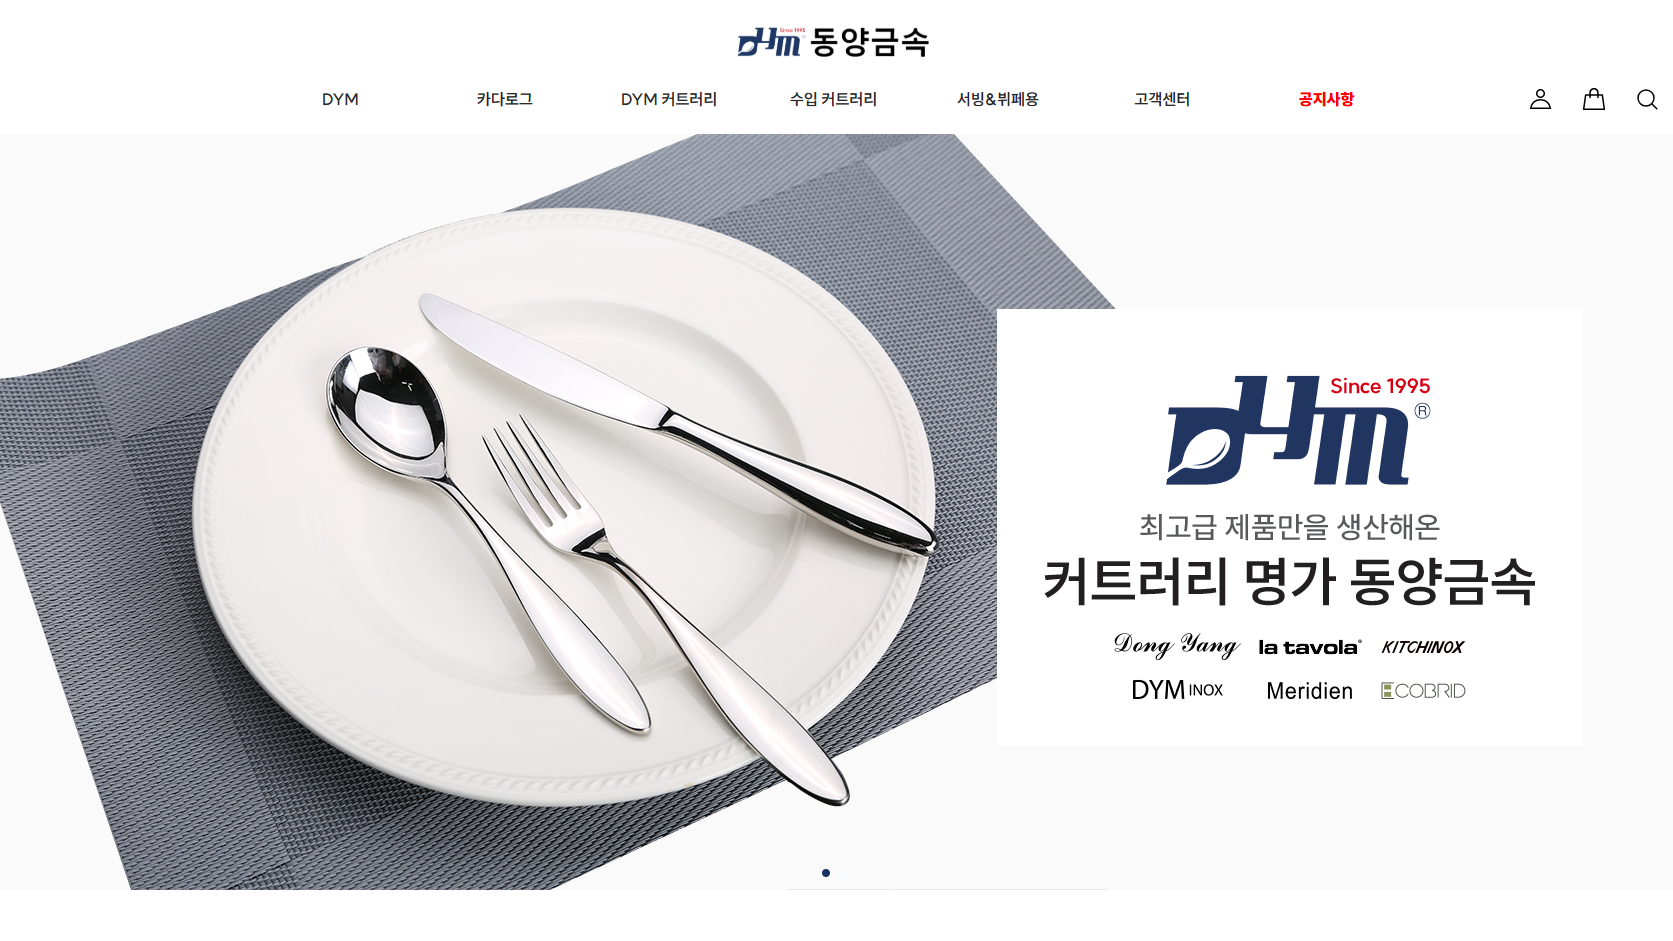 Since 1995
DYM 동양금속
DYM 카다로그 DYM 커트러리 수입 커트러리 서빙&뷔페용 고객센터 공지사항
Since 1995
DYM®
최고급 제품만을 생산해온
커트러리 명가 동양금속
Dong Yang la tavola® KITCHINOX
DYM INOX Meridien ECOBRID